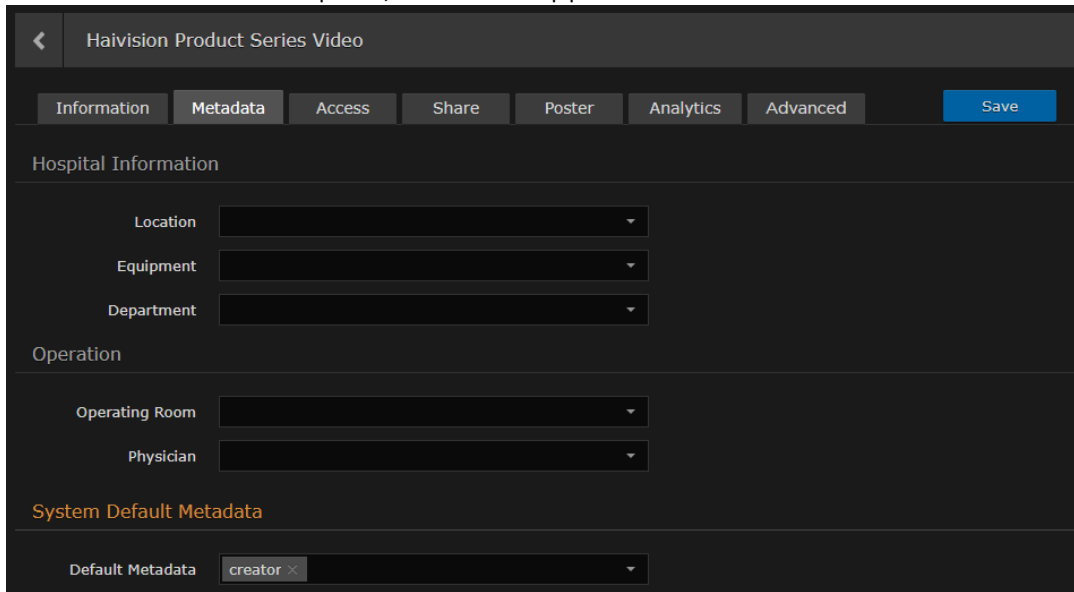 Haivision Product Series Video
Information Metadata Access Share Poster Analytics Advanced Save
Hospital Information
Location
Equipment
Department
Operation
Operating Room
Physician
System Default Metadata
Default Metadata creator ×